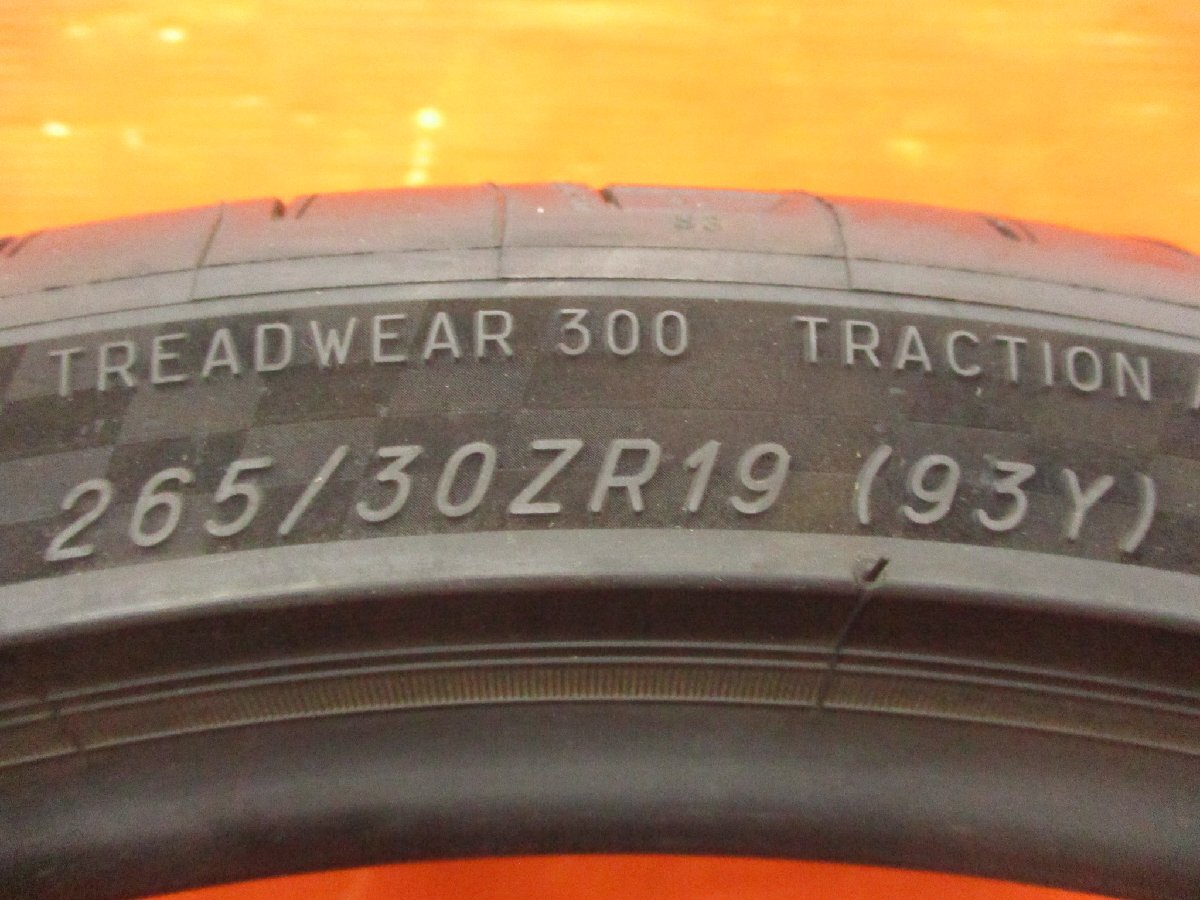 TREADWEAR 300 TRACTION
265/30ZR19 (93Y)